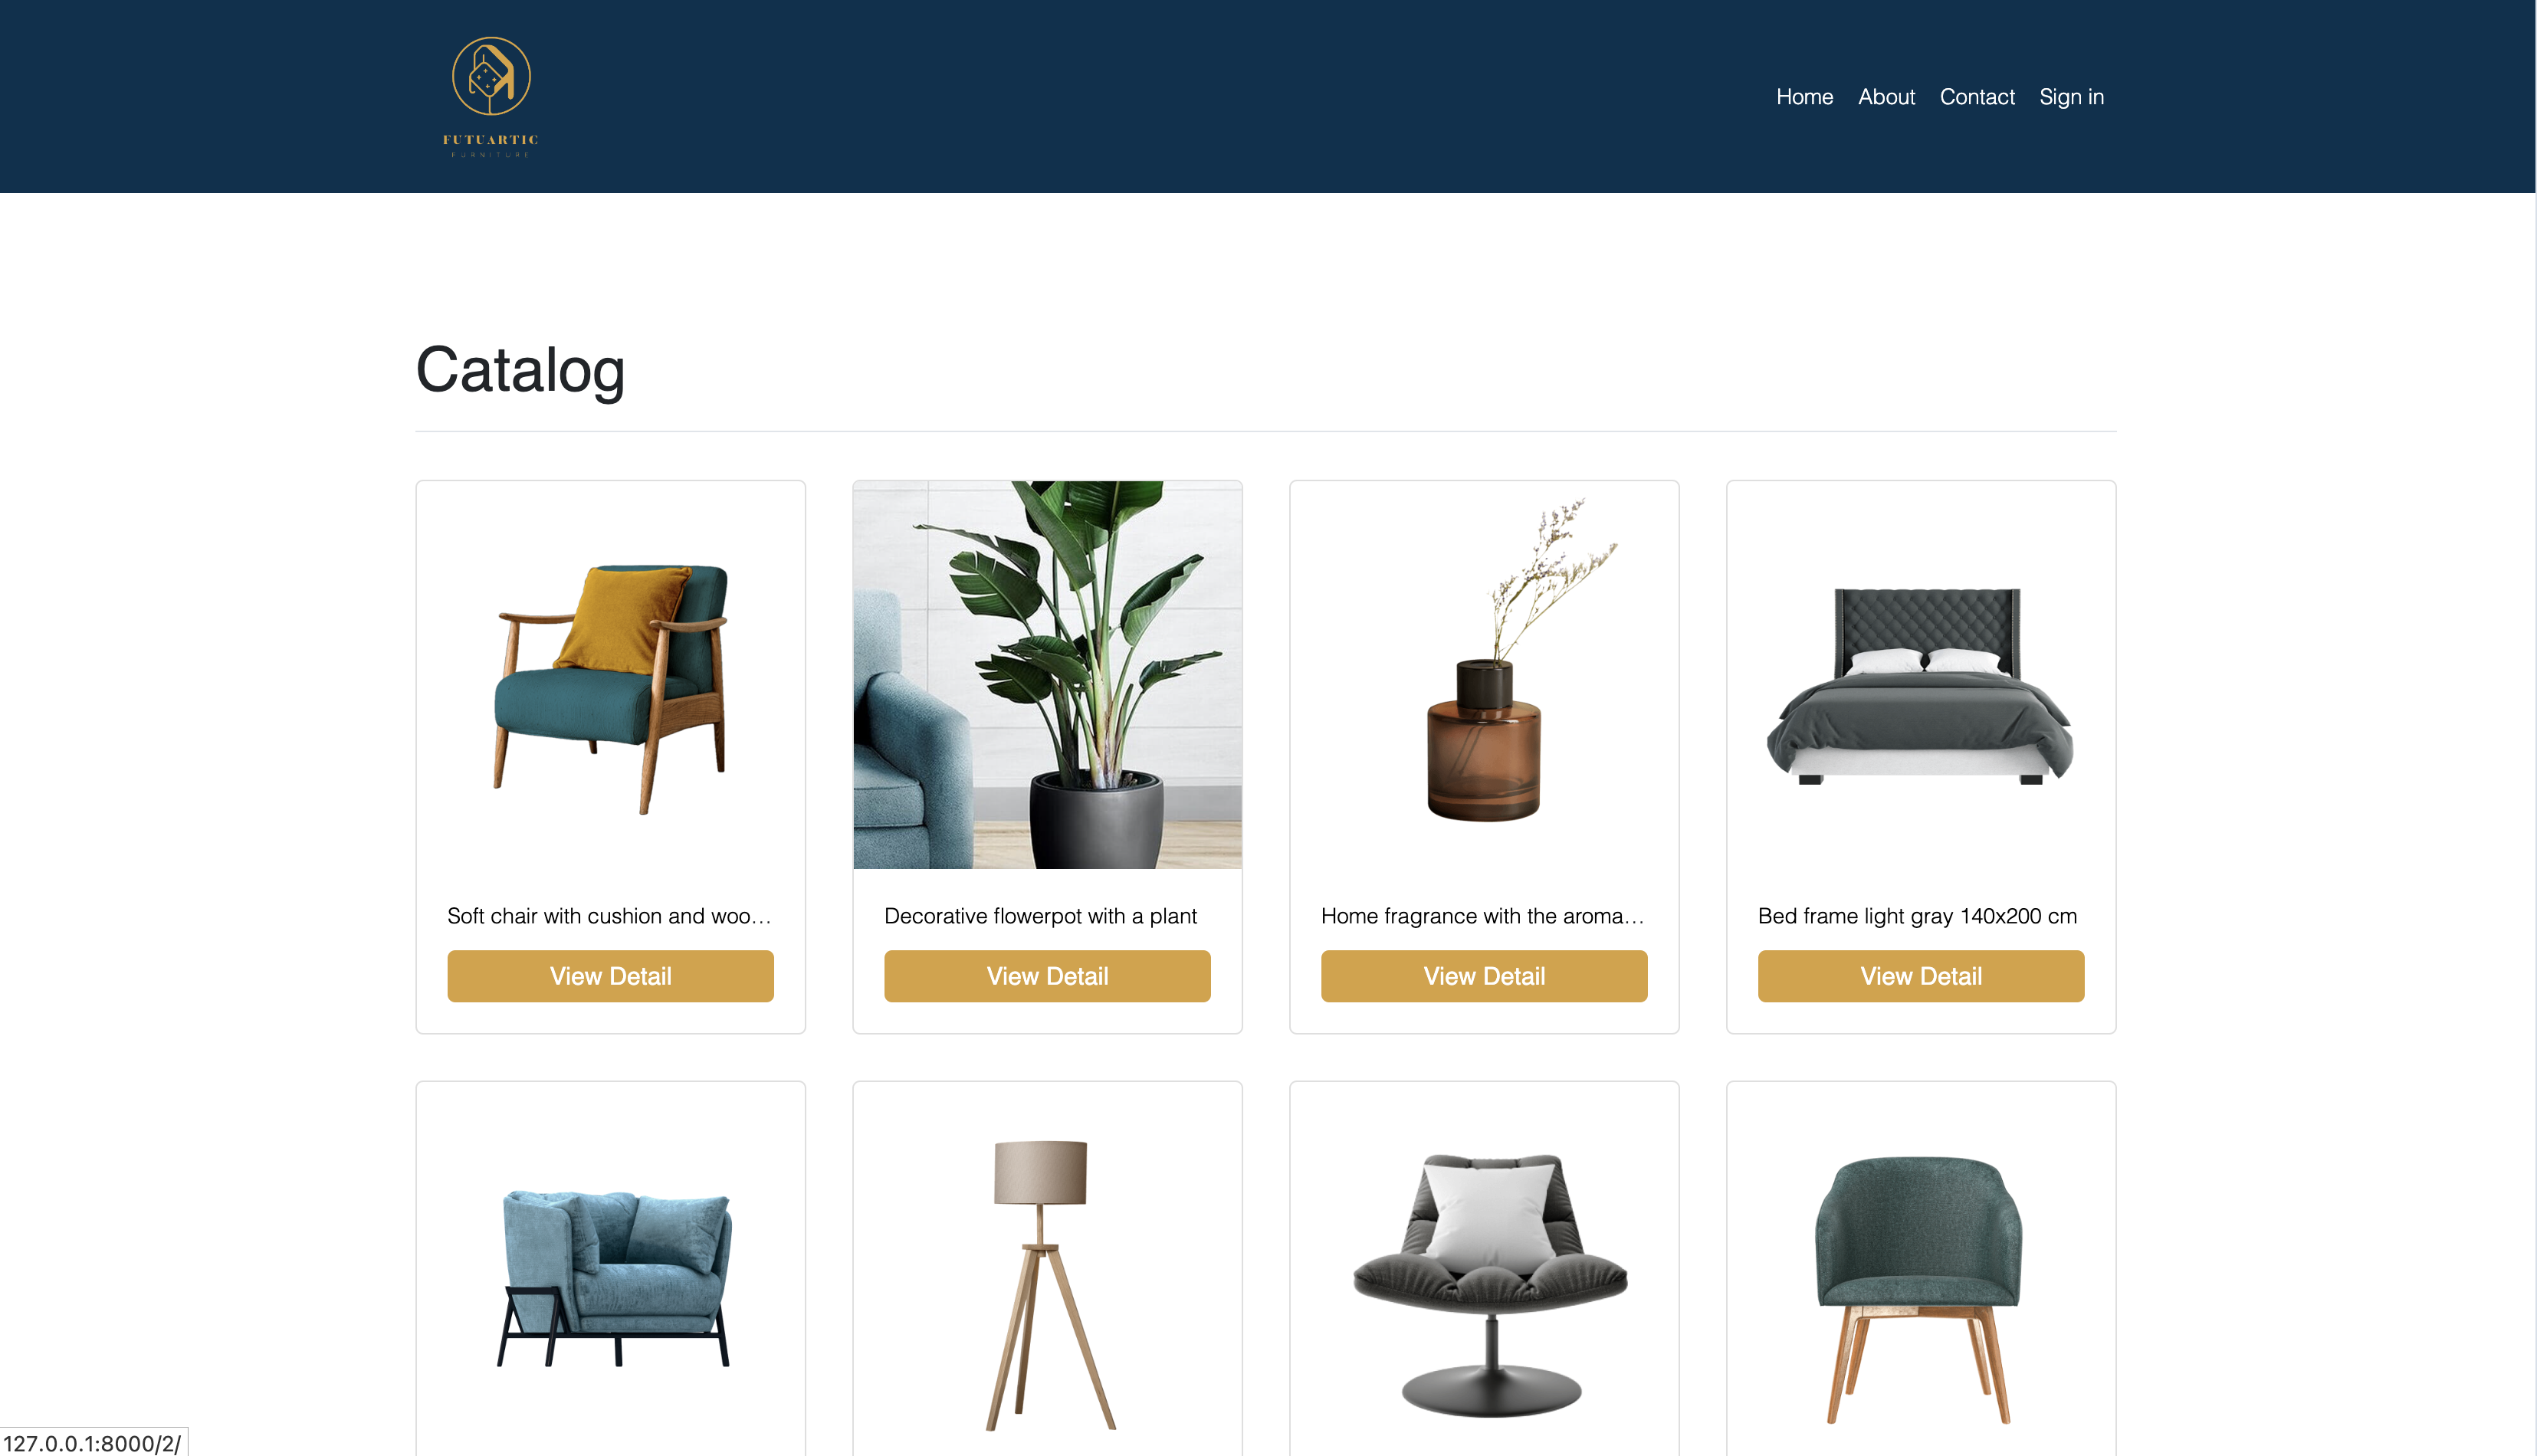 FUTUARTIC
FURNITURE
Home About Contact Sign in
Catalog
Soft chair with cushion and woo...
Decorative flowerpot with a plant
Home fragrance with the aroma...
Bed frame light gray 140x200 cm
View Detail
View Detail
View Detail
View Detail
127.0.0.1:8000/2/